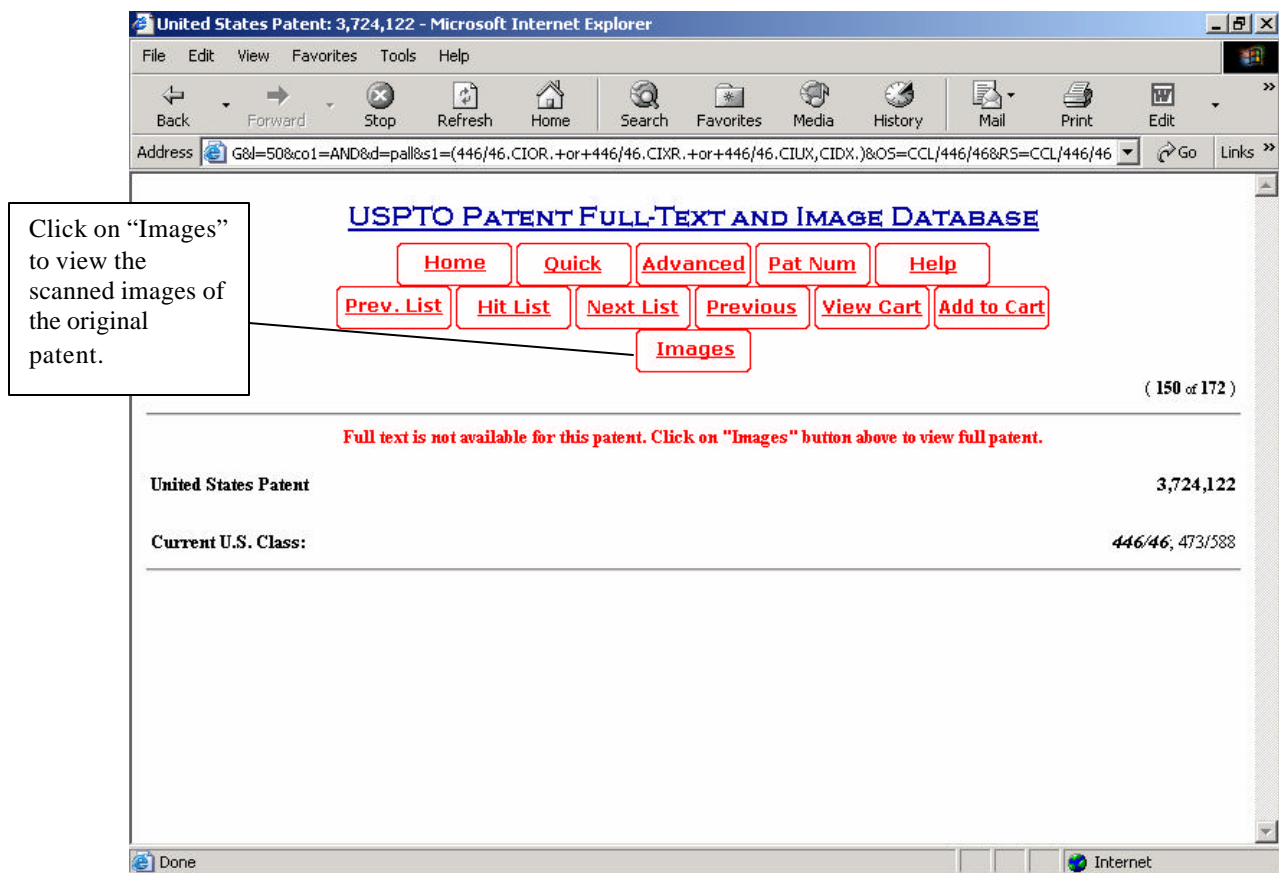 United States Patent: 3,724,122 - Microsoft Internet Explorer
File Edit View Favorites Tools Help
Back Forward Stop Refresh Home Search Favorites Media History Mail Print Edit »
Address G&l=50&co1=AND&d=pall&s1=(446/46.CIOR.+or+446/46.CIXR.+or+446/46.CIUX,CIDX.)&OS=CCL/446/46&RS=CCL/446/46 Go Links »
Click on “Images”
to view the
scanned images of
the original
patent.
USPTO PATENT FULL-TEXT AND IMAGE DATABASE
Home Quick Advanced Pat Num Help
Prev. List Hit List Next List Previous View Cart Add to Cart
Images
( 150 of 172 )
Full text is not available for this patent. Click on "Images" button above to view full patent.
United States Patent 3,724,122
Current U.S. Class: 446/46; 473/588
Done Internet